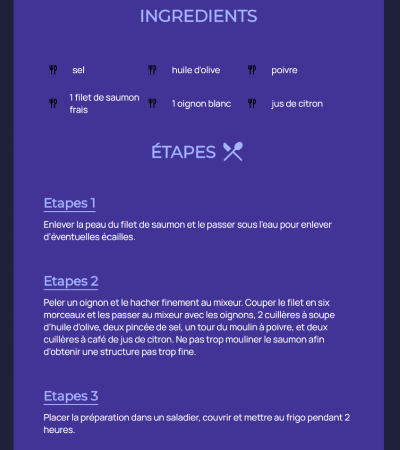 INGREDIENTS
sel
huile d'olive
poivre
1 filet de saumon
frais
1 oignon blanc
jus de citron
ÉTAPES
Etapes 1
Enlever la peau du filet de saumon et le passer sous l'eau pour enlever
d'éventuelles écailles.
Etapes 2
Peler un oignon et le hacher finement au mixeur. Couper le filet en six
morceaux et les passer au mixeur avec les oignons, 2 cuillères à soupe
d'huile d'olive, deux pincée de sel, un tour du moulin à poivre, et deux
cuillères à café de jus de citron. Ne pas trop mouliner le saumon afin
d'obtenir une structure pas trop fine.
Etapes 3
Placer la préparation dans un saladier, couvrir et mettre au frigo pendant 2
heures.